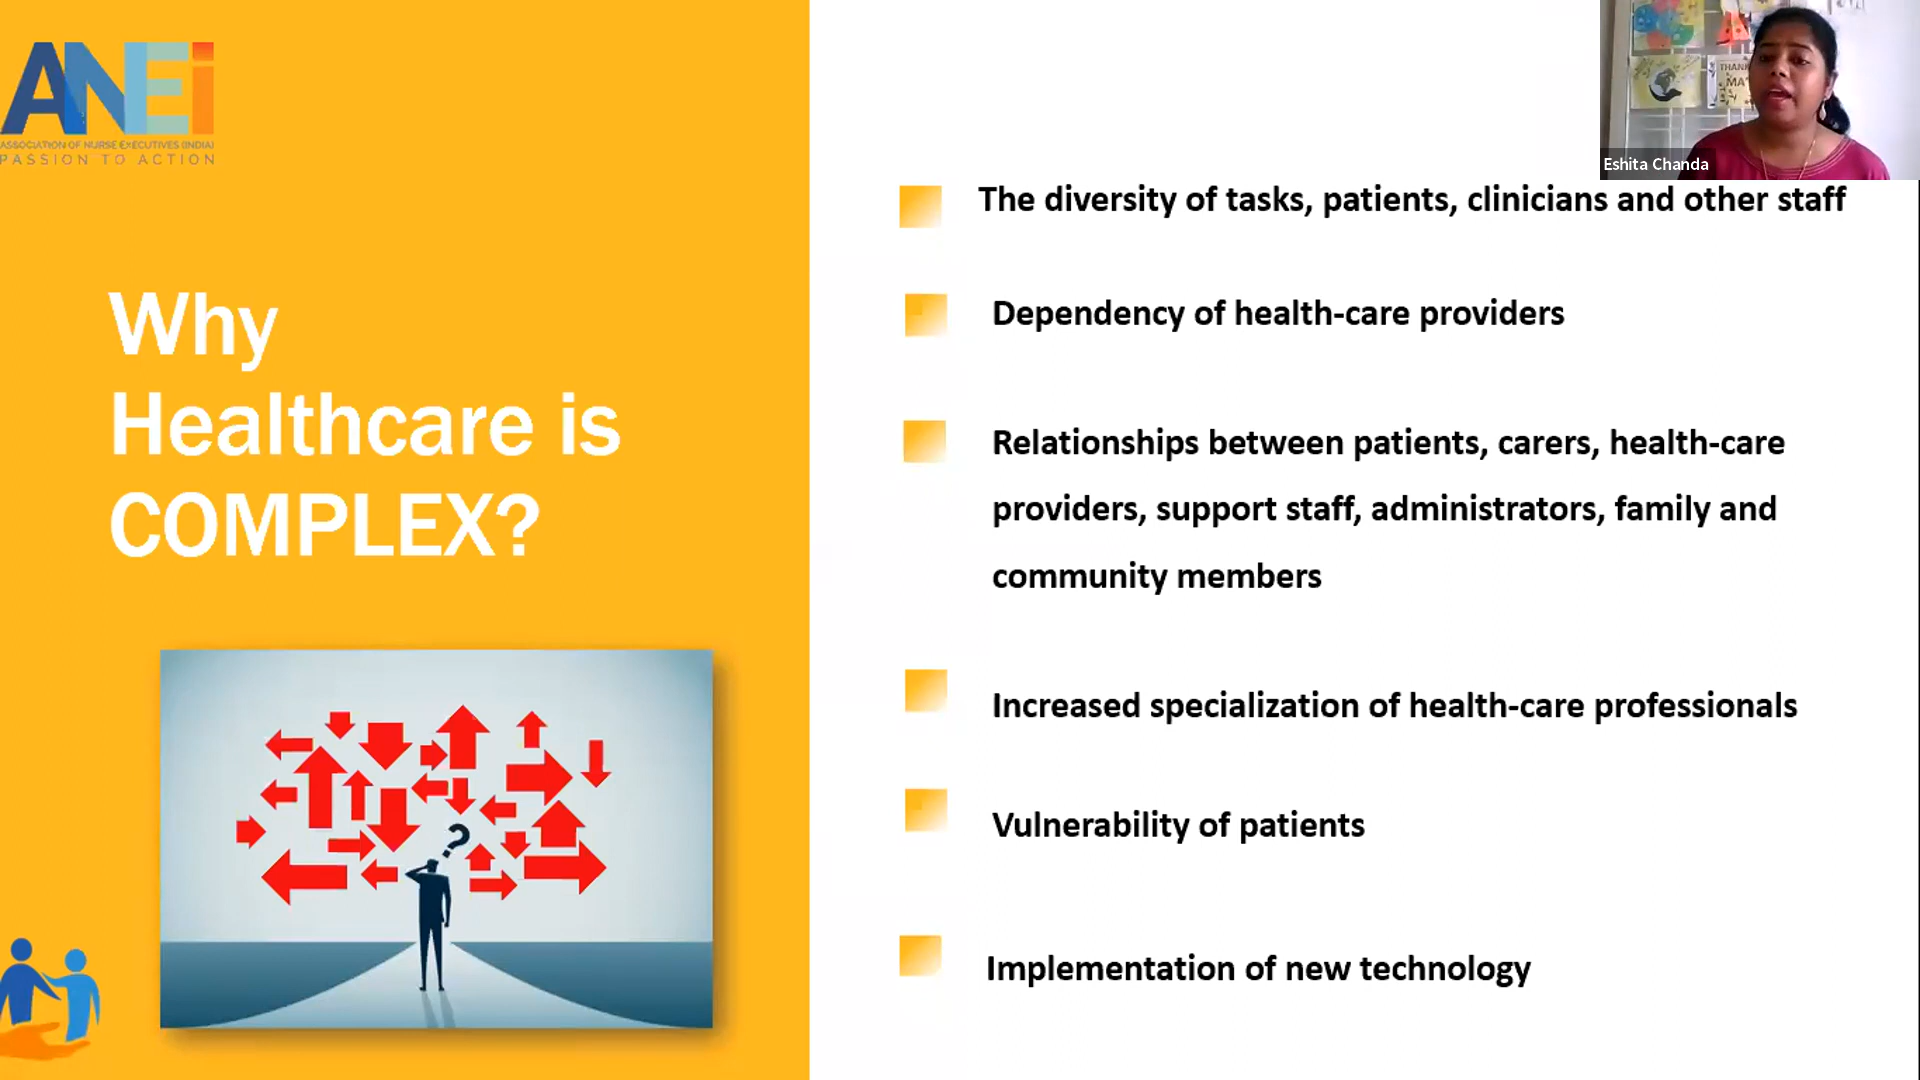 ANEi
ASSOCIATION OF NURSE EXECUTIVES (INDIA)
PASSION TO ACTION
Why
Healthcare is
COMPLEX?
?
THANK
MA
Eshita Chanda
The diversity of tasks, patients, clinicians and other staff
Dependency of health-care providers
Relationships between patients, carers, health-care
providers, support staff, administrators, family and
community members
Increased specialization of health-care professionals
Vulnerability of patients
Implementation of new technology